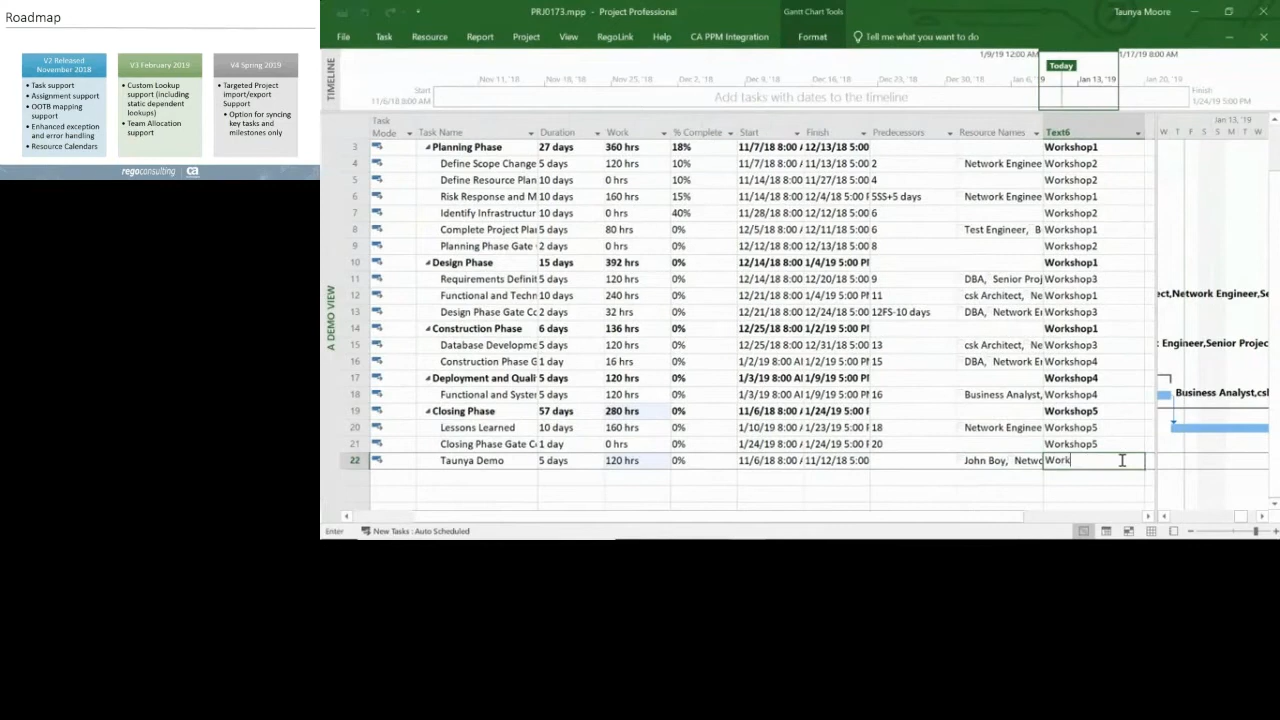 Roadmap
V2 Released
November 2018
• Task support
• Assignment support
• OOTB mapping
support
• Enhanced exception
and error handling
• Resource Calendars
V3 February 2019
• Custom Lookup
support (including
static dependent
lookups)
• Team Allocation
support
V4 Spring 2019
• Targeted Project
import/export
Support
• Option for syncing
key tasks and
milestones only
regoconsulting ca
PRJ0173.mpp - Project Professional
Gantt Chart Tools
Taunya Moore
File Task Resource Report Project View RegoLink Help CA PPM Integration Format Tell me what you want to do
TIMELINE
1/9/19 12:00 AM 1/17/19 8:00 AM
Today
Nov 11, '18 Nov 18, '18 Nov 25, '18 Dec 2, '18 Dec 9, '18 Dec 16, '18 Dec 23, '18 Dec 30, '18 Jan 6, '19 Jan 13, '19 Jan 20, '19
Start
11/6/18 8:00 AM
Add tasks with dates to the timeline
Finish
1/24/19 5:00 PM
A DEMO VIEW
Task Mode Task Name Duration Work % Complete Start Finish Predecessors Resource Names Text6
Jan 13, '19
W T F S S M T W
3 Planning Phase 27 days 360 hrs 18% 11/7/18 8:00 12/13/18 5:00 Workshop1
4 Define Scope Change 5 days 120 hrs 10% 11/7/18 8:00 11/13/18 5:00 2 Network Enginee Workshop2
5 Define Resource Plan 10 days 0 hrs 10% 11/14/18 8:00 11/27/18 5:00 4 Workshop2
6 Risk Response and M 10 days 160 hrs 15% 11/14/18 8:00 12/4/18 5:00 P 5SS+5 days Network Enginee Workshop1
7 Identify Infrastructur 10 days 0 hrs 40% 11/28/18 8:00 12/12/18 5:00 6 Workshop2
8 Complete Project Pla 5 days 80 hrs 0% 12/5/18 8:00 12/11/18 5:00 6 Test Engineer, B Workshop1
9 Planning Phase Gate 2 days 0 hrs 0% 12/12/18 8:00 12/13/18 5:00 8 Workshop2
10 Design Phase 15 days 392 hrs 0% 12/14/18 8:00 1/4/19 5:00 PI Workshop1
11 Requirements Definit 5 days 120 hrs 0% 12/14/18 8:00 12/20/18 5:00 9 DBA, Senior Proj Workshop3
12 Functional and Techn 10 days 240 hrs 0% 12/21/18 8:00 1/4/19 5:00 PI 11 csk Architect, Ne Workshop1 ect,Network Engineer,Se
13 Design Phase Gate Co 2 days 32 hrs 0% 12/21/18 8:00 12/24/18 5:00 12FS-10 days DBA, Network En Workshop3
14 Construction Phase 6 days 136 hrs 0% 12/25/18 8:00 1/2/19 5:00 PI Workshop1
15 Database Developme 5 days 120 hrs 0% 12/25/18 8:00 12/31/18 5:00 13 csk Architect, Ne Workshop3 Engineer,Senior Projec
16 Construction Phase G 1 day 16 hrs 0% 1/2/19 8:00 AI 1/2/19 5:00 PI 15 DBA, Network En Workshop4
17 Deployment and Quali 5 days 120 hrs 0% 1/3/19 8:00 AI 1/9/19 5:00 PI Workshop4
18 Functional and Syste 5 days 120 hrs 0% 1/3/19 8:00 AI 1/9/19 5:00 PI 16 Business Analyst, Workshop4 Business Analyst,csl
19 Closing Phase 57 days 280 hrs 0% 11/6/18 8:00 1/24/19 5:00 Workshop5
20 Lessons Learned 10 days 160 hrs 0% 1/10/19 8:00 1/23/19 5:00 18 Network Enginee Workshop5
21 Closing Phase Gate C 1 day 0 hrs 0% 1/24/19 8:00 1/24/19 5:00 20 Workshop5
22 Taunya Demo 5 days 120 hrs 0% 11/6/18 8:00 11/12/18 5:00 John Boy, Netwo Work
Enter New Tasks : Auto Scheduled